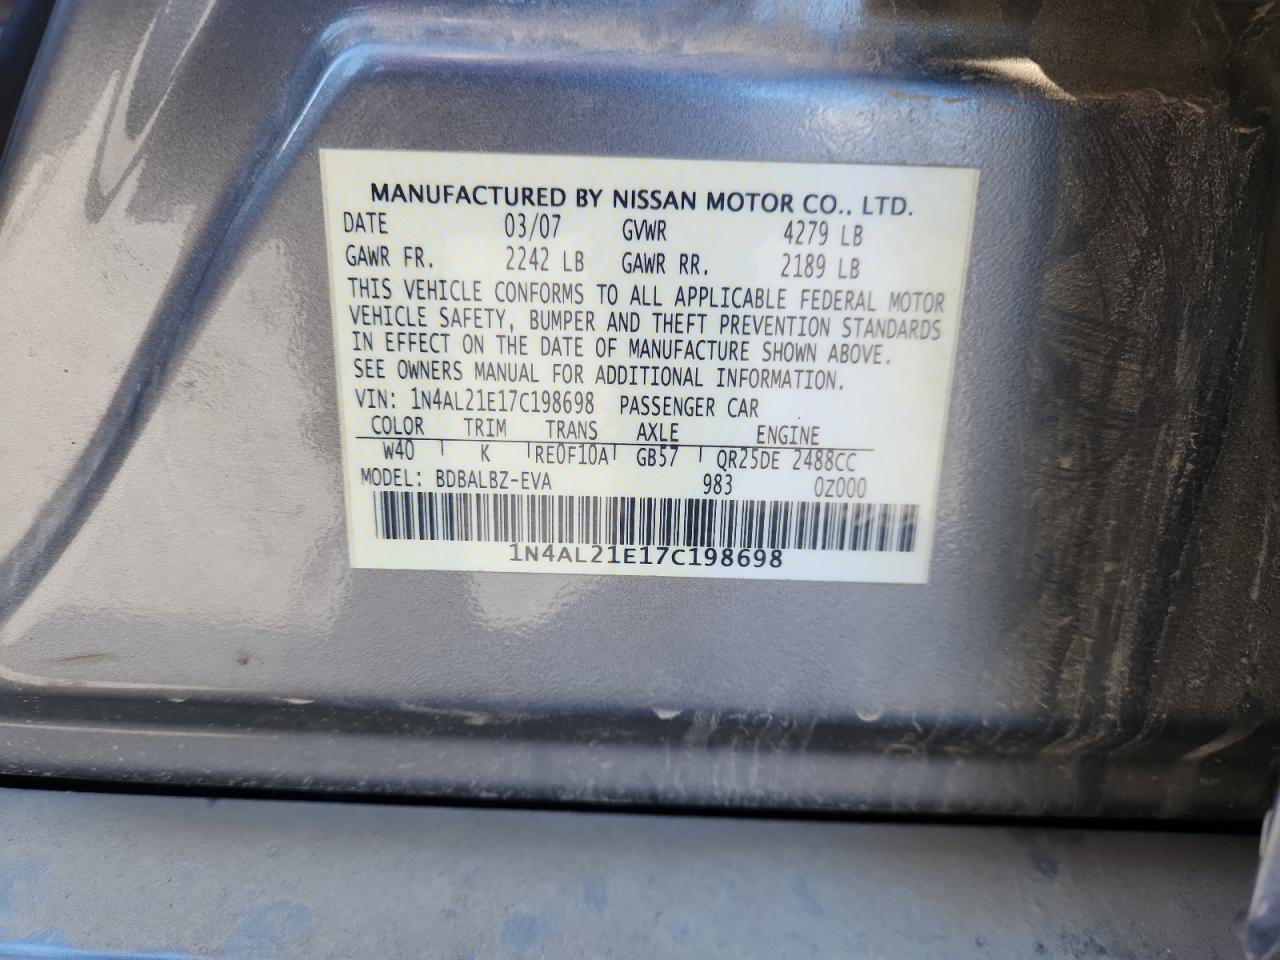 MANUFACTURED BY NISSAN MOTOR CO., LTD.
DATE 03/07 GVWR 4279 LB
GAWR FR. 2242 LB GAWR RR. 2189 LB
THIS VEHICLE CONFORMS TO ALL APPLICABLE FEDERAL MOTOR
VEHICLE SAFETY, BUMPER AND THEFT PREVENTION STANDARDS
IN EFFECT ON THE DATE OF MANUFACTURE SHOWN ABOVE.
SEE OWNERS MANUAL FOR ADDITIONAL INFORMATION.
VIN: 1N4AL21E17C198698 PASSENGER CAR
COLOR TRIM TRANS AXLE ENGINE
W40 K RE0F10A GB57 QR25DE 2488CC
MODEL: BDBALBZ-EVA 983 0Z000
1N4AL21E17C198698